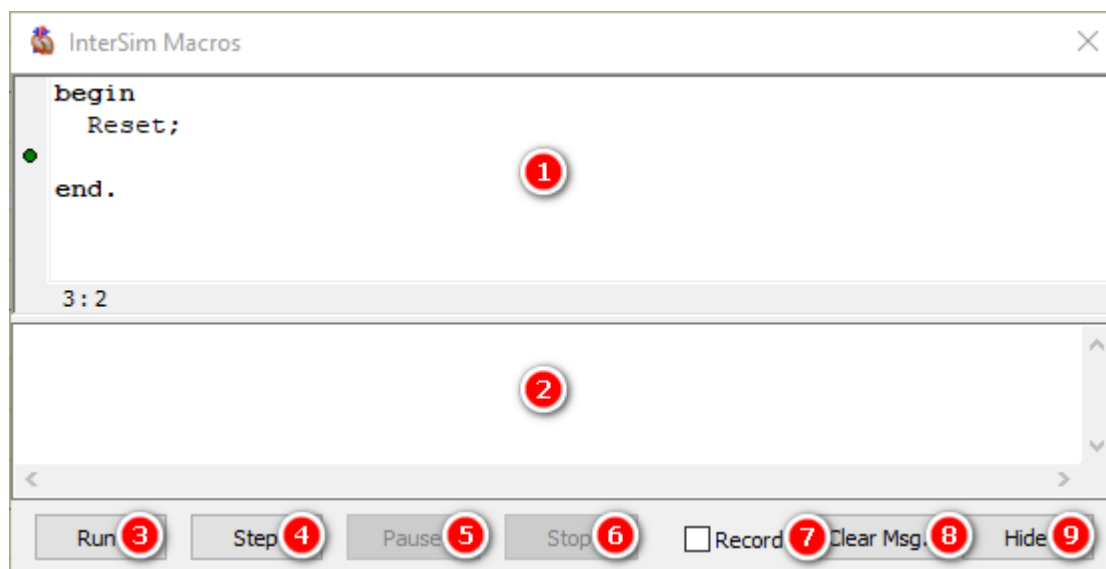 InterSim Macros
begin
Reset;
1
end.
3:2
2
Run 3 Step 4 Pause 5 Stop 6 Record 7 Clear Msg. 8 Hide 9